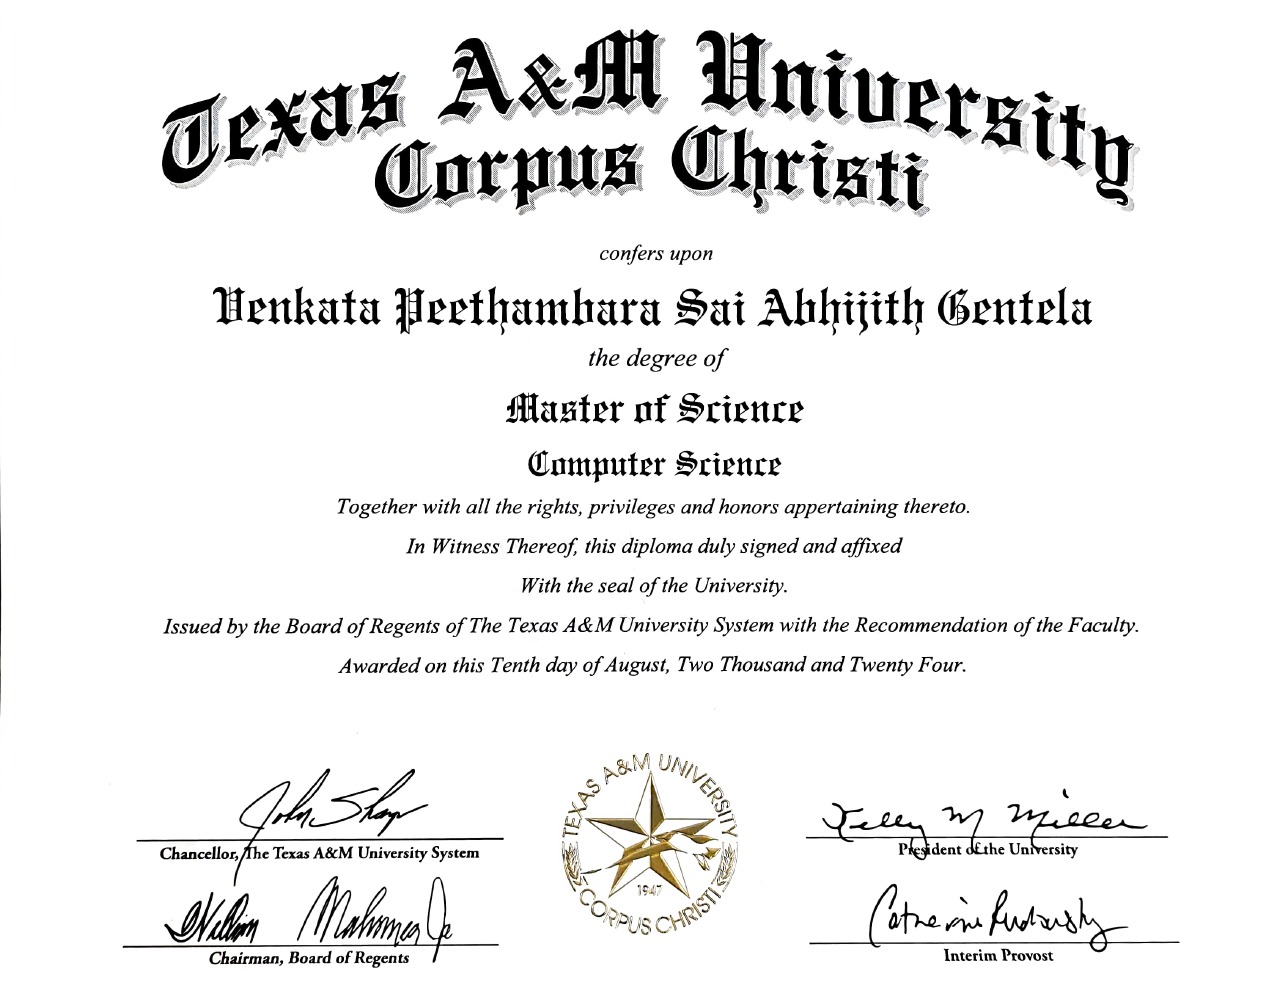 Texas A&M University
Corpus Christi
confers upon
Venkata Peethambara Sai Abhijith Gentela
the degree of
Master of Science
Computer Science
Together with all the rights, privileges and honors appertaining thereto.
In Witness Thereof, this diploma duly signed and affixed
With the seal of the University.
Issued by the Board of Regents of The Texas A&M University System with the Recommendation of the Faculty.
Awarded on this Tenth day of August, Two Thousand and Twenty Four.
John Sharp
Chancellor, The Texas A&M University System
William Mahomes Jr
Chairman, Board of Regents
TEXAS A&M UNIVERSITY
1947
CORPUS CHRISTI
Kelly M Miller
President of the University
Catherine Rudowsky
Interim Provost